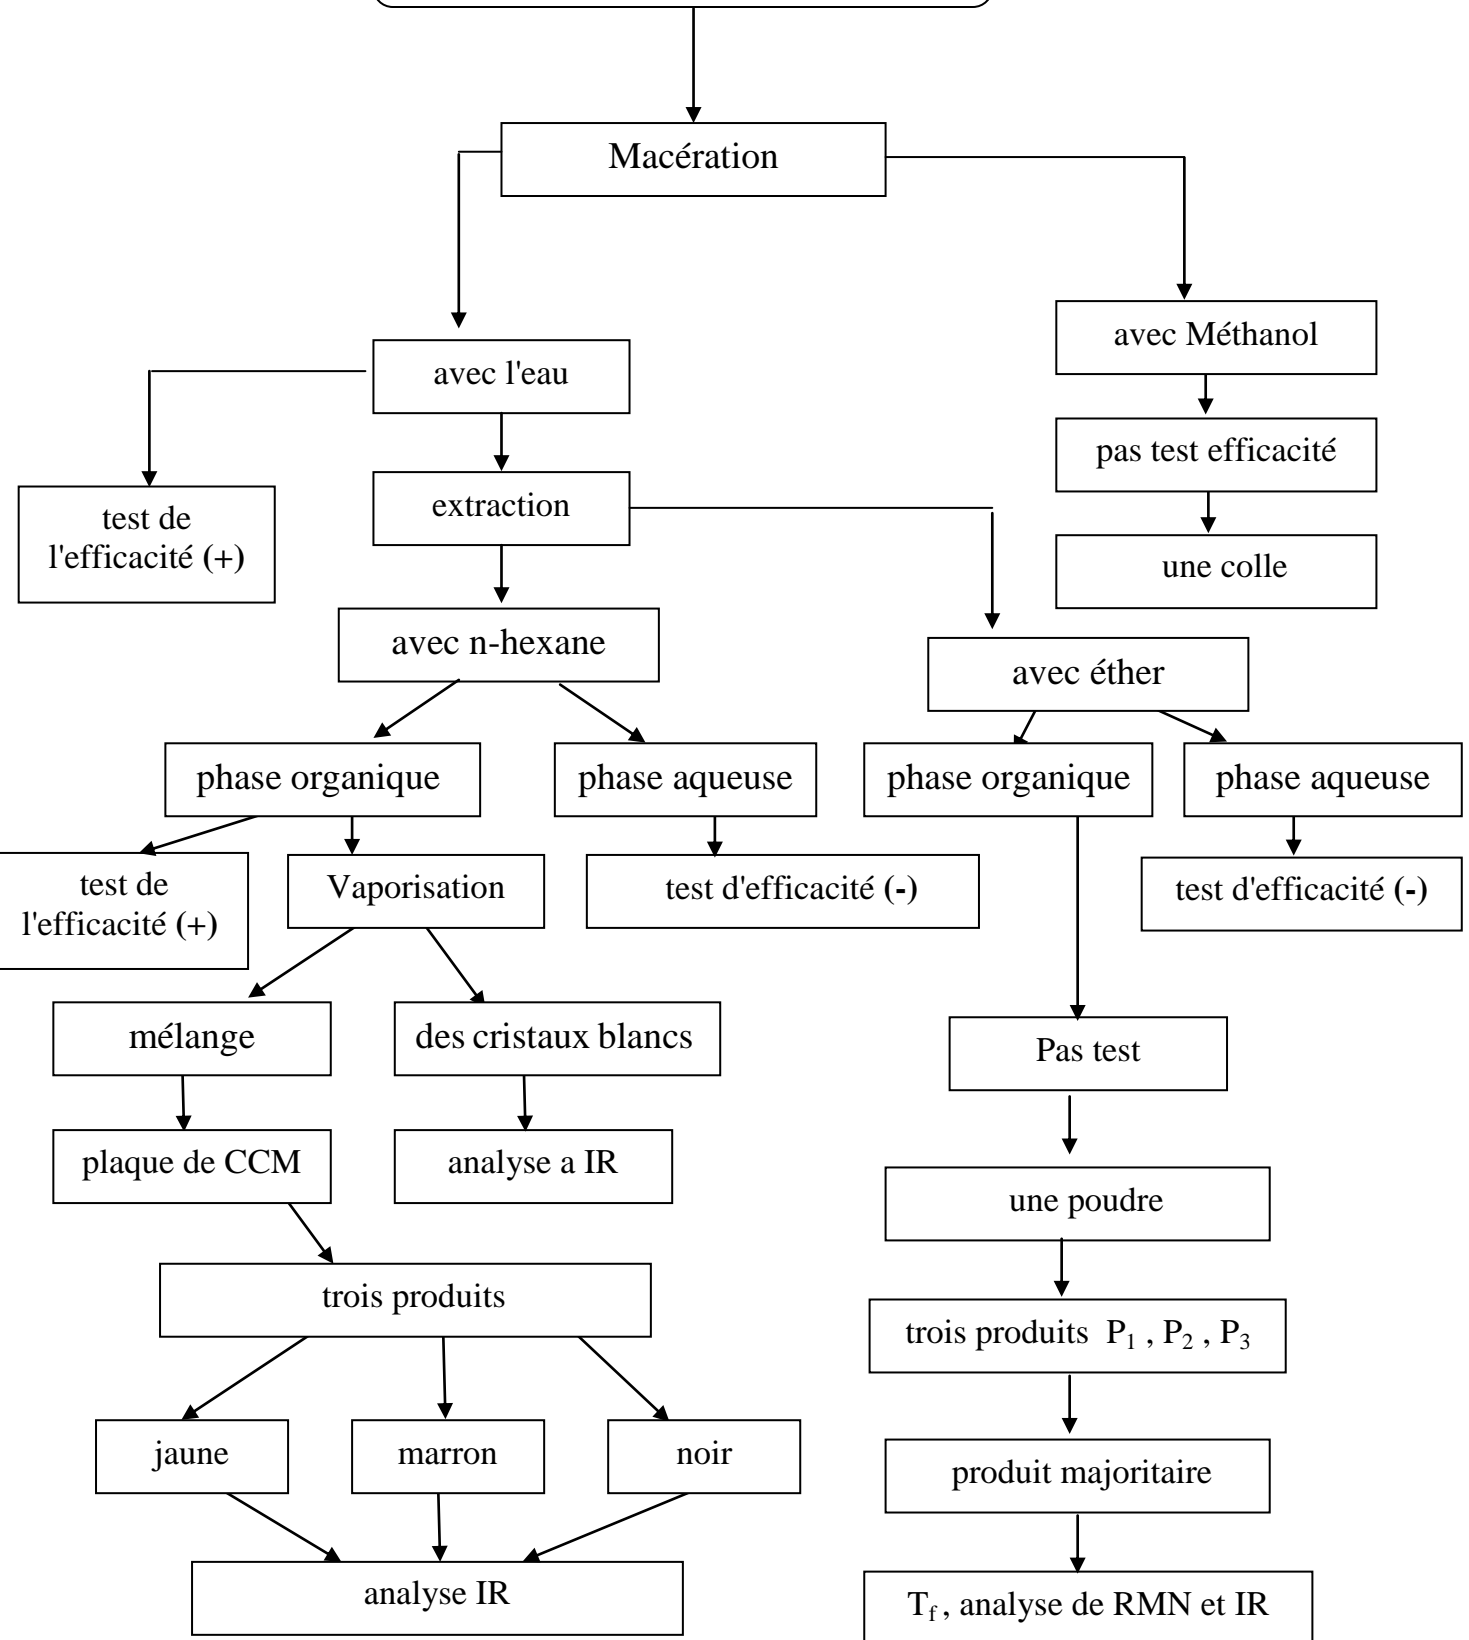 Macération
avec Méthanol
avec l'eau
pas test efficacité
test de
l'efficacité (+)
extraction
une colle
avec n-hexane
avec éther
phase organique
phase aqueuse
phase organique
phase aqueuse
test de
l'efficacité (+)
Vaporisation
test d'efficacité (-)
test d'efficacité (-)
mélange
des cristaux blancs
Pas test
plaque de CCM
analyse a IR
une poudre
trois produits
trois produits P₁ , P₂ , P₃
jaune
marron
noir
produit majoritaire
analyse IR
T_f , analyse de RMN et IR